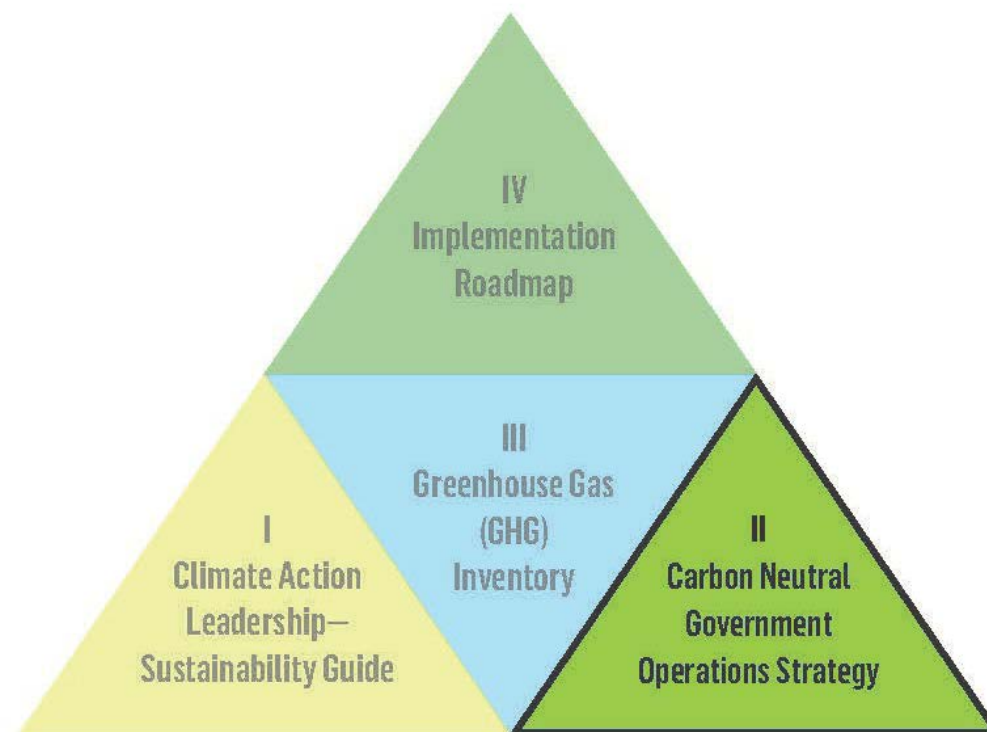 IV
Implementation
Roadmap
III
Greenhouse Gas
(GHG)
Inventory
I
Climate Action
Leadership—
Sustainability Guide
II
Carbon Neutral
Government
Operations Strategy